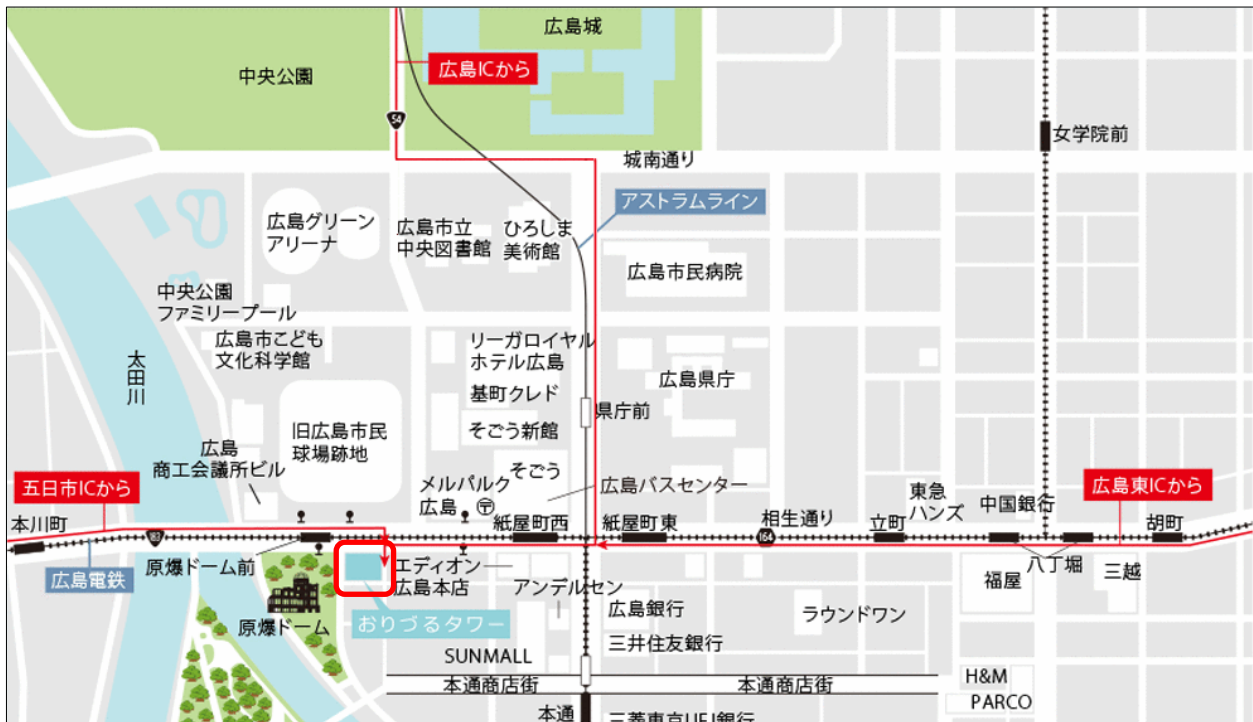 広島城
中央公園
広島ICから
54
女学院前
城南通り
アストラムライン
広島グリーン
アリーナ
広島市立
中央図書館
ひろしま
美術館
広島市民病院
中央公園
ファミリープール
広島市こども
文化科学館
リーガロイヤル
ホテル広島
太田川
広島県庁
基町クレド
県庁前
旧広島市民
球場跡地
そごう新館
広島
商工会議所ビル
そごう
メルパルク
広島
〒
広島バスセンター
五日市ICから
広島東ICから
東急
ハンズ
中国銀行
本川町
紙屋町西
紙屋町東
相生通り
立町
胡町
183
164
広島電鉄
原爆ドーム前
エディオン
広島本店
アンデルセン
八丁堀
福屋
三越
原爆ドーム
おりづるタワー
広島銀行
ラウンドワン
三井住友銀行
SUNMALL
本通商店街
本通商店街
H&M
PARCO
本通
三菱東京UFJ銀行